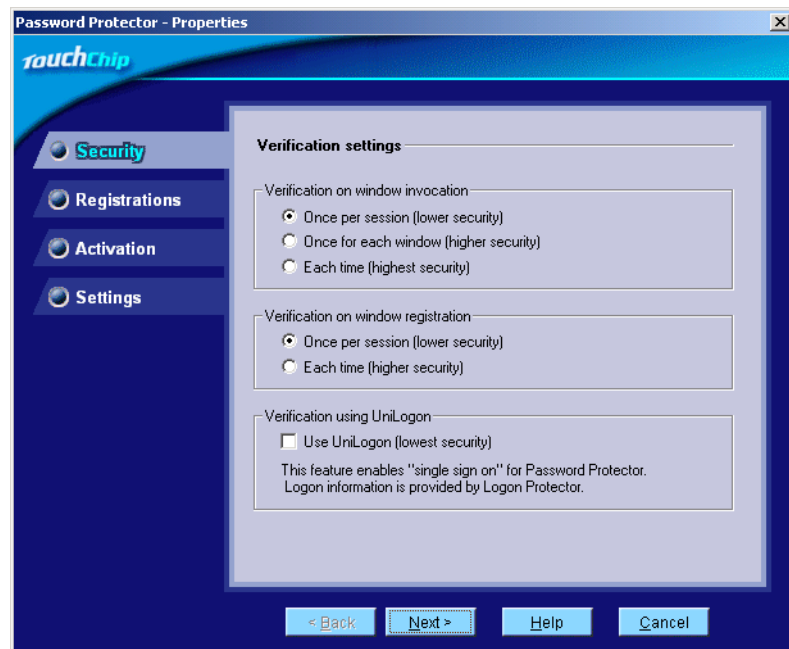 Password Protector - Properties
TouchChip
Security
Registrations
Activation
Settings
Verification settings
Verification on window invocation
Once per session (lower security)
Once for each window (higher security)
Each time (highest security)
Verification on window registration
Once per session (lower security)
Each time (higher security)
Verification using UniLogon
Use UniLogon (lowest security)
This feature enables "single sign on" for Password Protector.
Logon information is provided by Logon Protector.
< Back
Next >
Help
Cancel